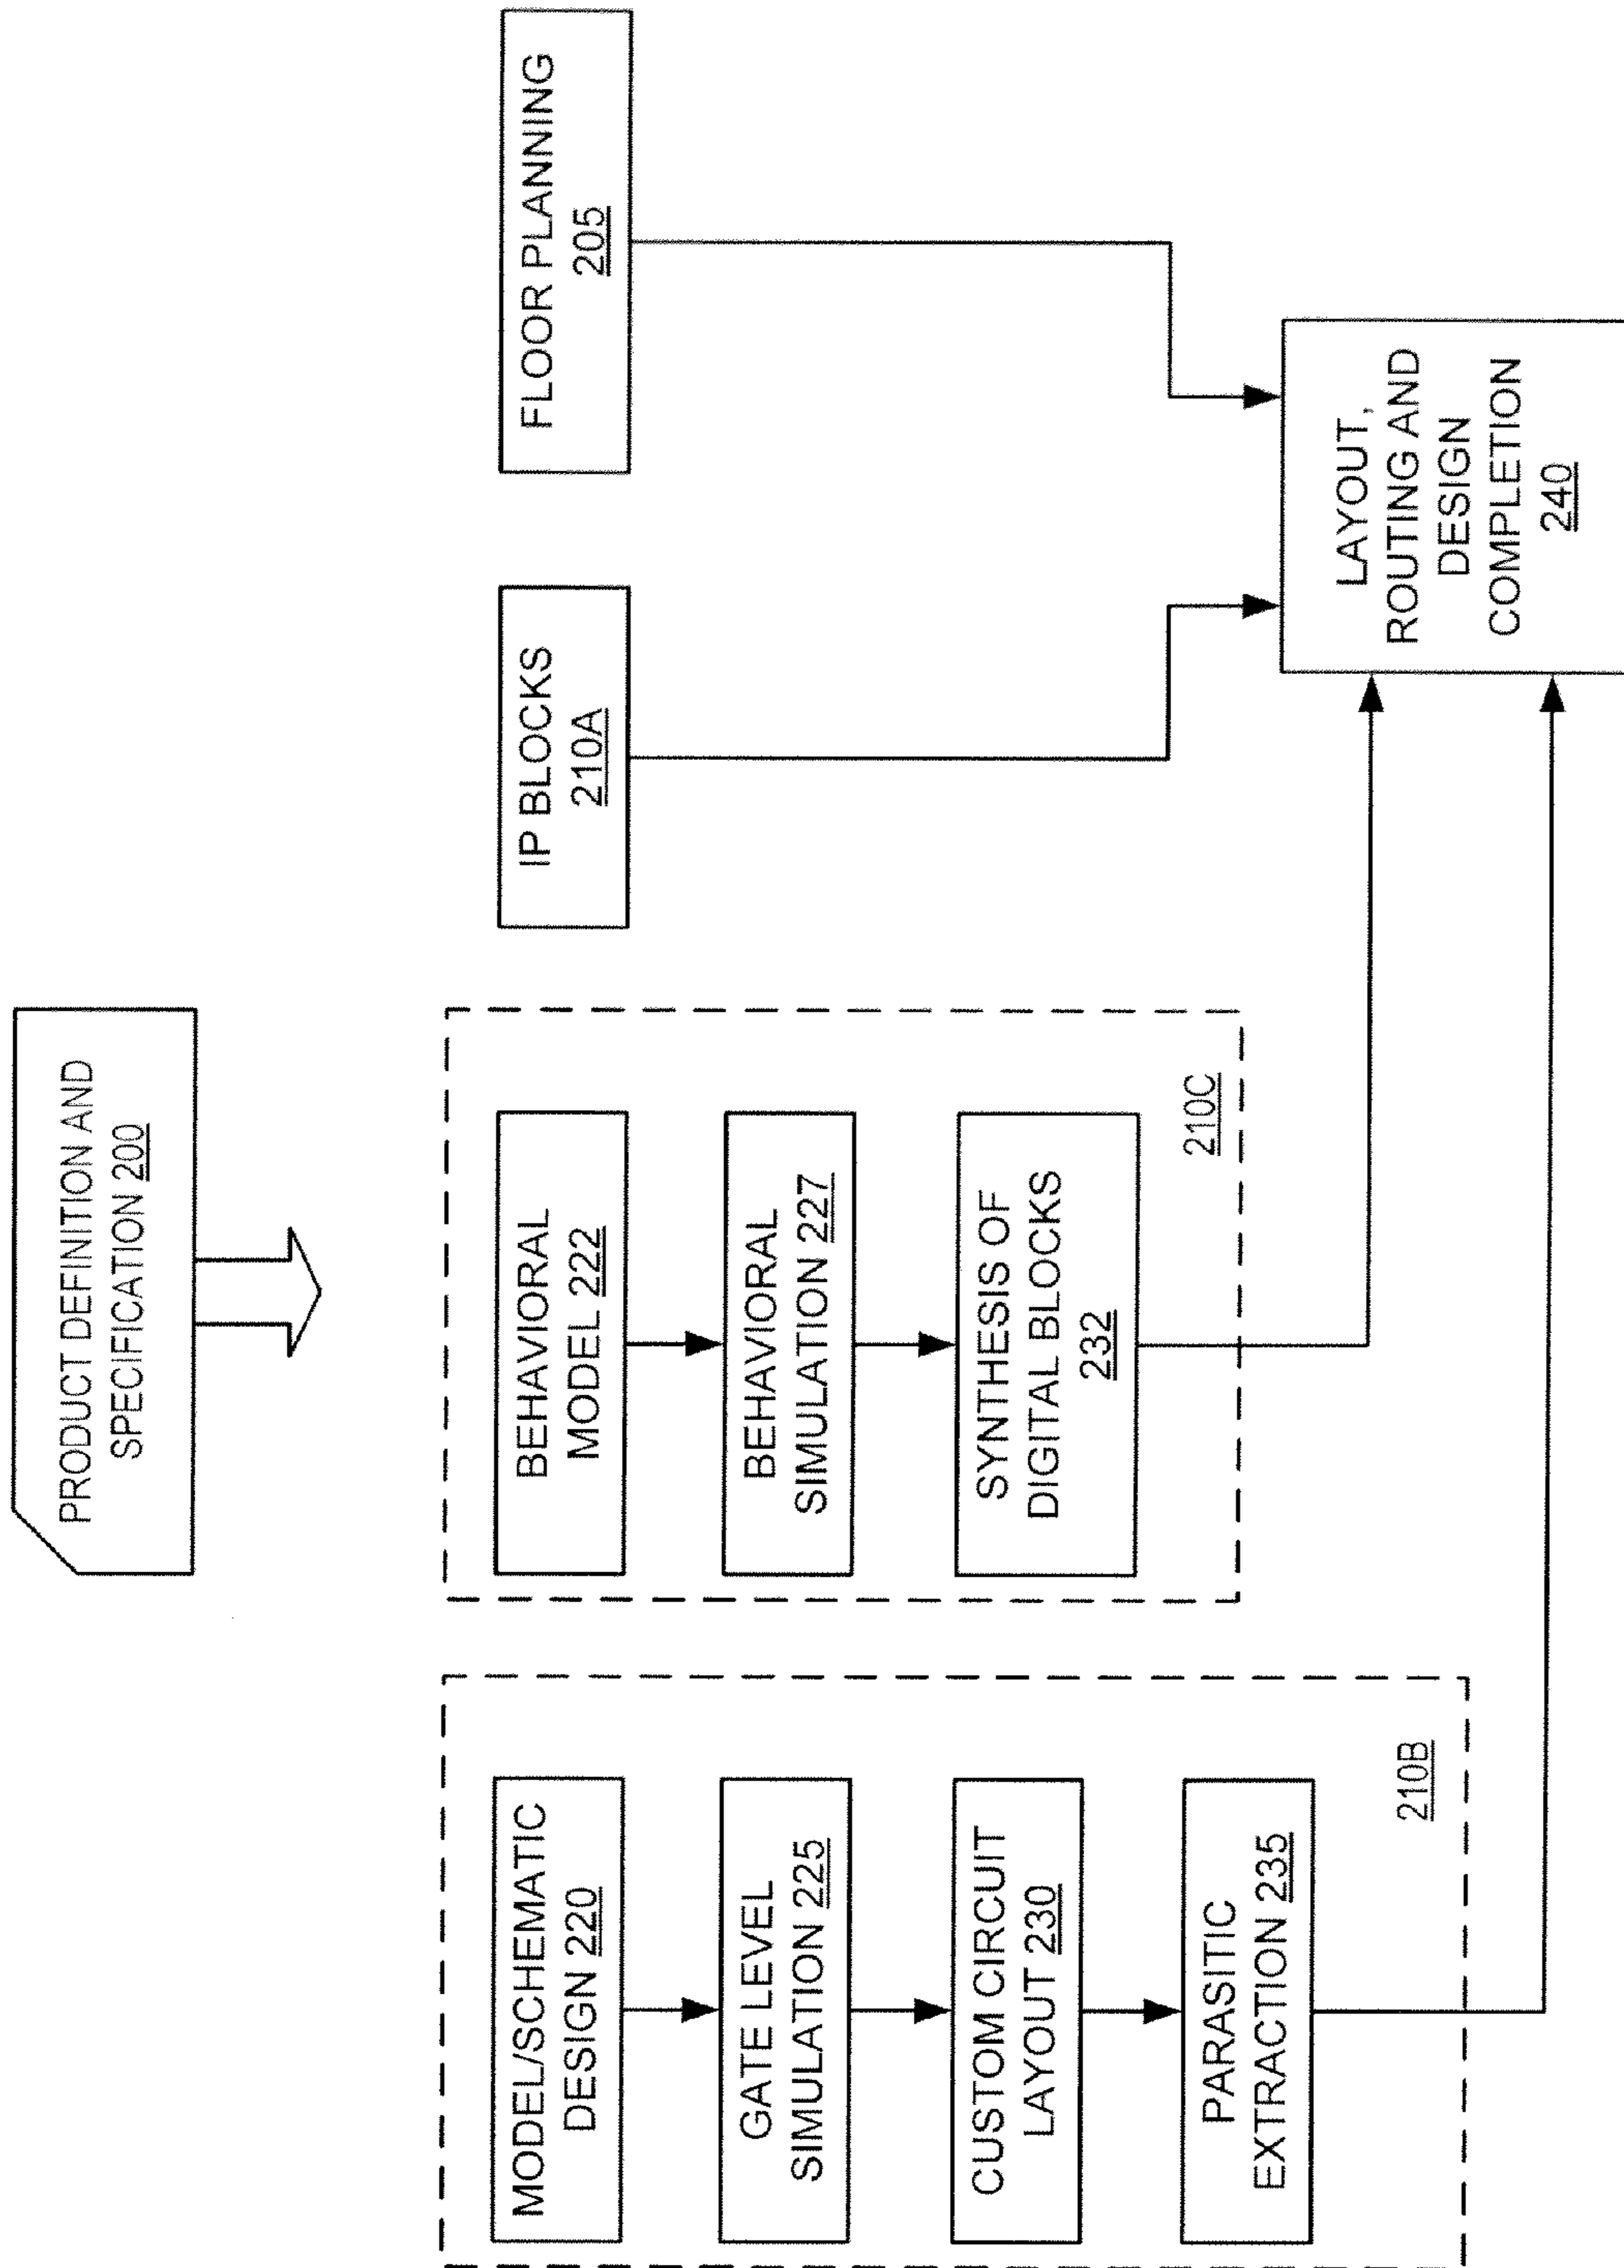 PRODUCT DEFINITION AND
SPECIFICATION 200
MODEL/SCHEMATIC
DESIGN 220
GATE LEVEL
SIMULATION 225
CUSTOM CIRCUIT
LAYOUT 230
PARASITIC
EXTRACTION 235
210B
BEHAVIORAL
MODEL 222
BEHAVIORAL
SIMULATION 227
SYNTHESIS OF
DIGITAL BLOCKS
232
210C
IP BLOCKS
210A
FLOOR PLANNING
205
LAYOUT,
ROUTING AND
DESIGN
COMPLETION
240